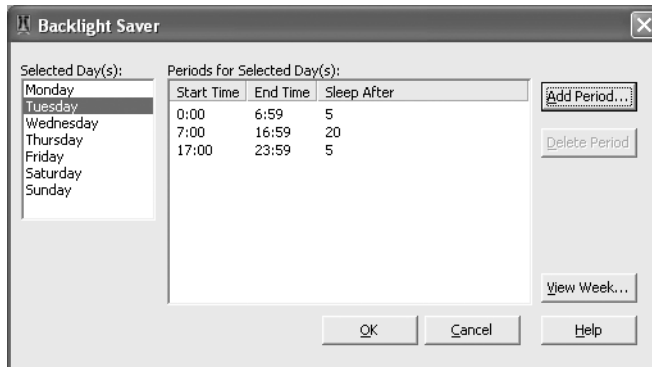 Backlight Saver
Selected Day(s):
Monday
Tuesday
Wednesday
Thursday
Friday
Saturday
Sunday
Periods for Selected Day(s):
Start Time End Time Sleep After
0:00 6:59 5
7:00 16:59 20
17:00 23:59 5
Add Period...
Delete Period
View Week...
OK Cancel Help